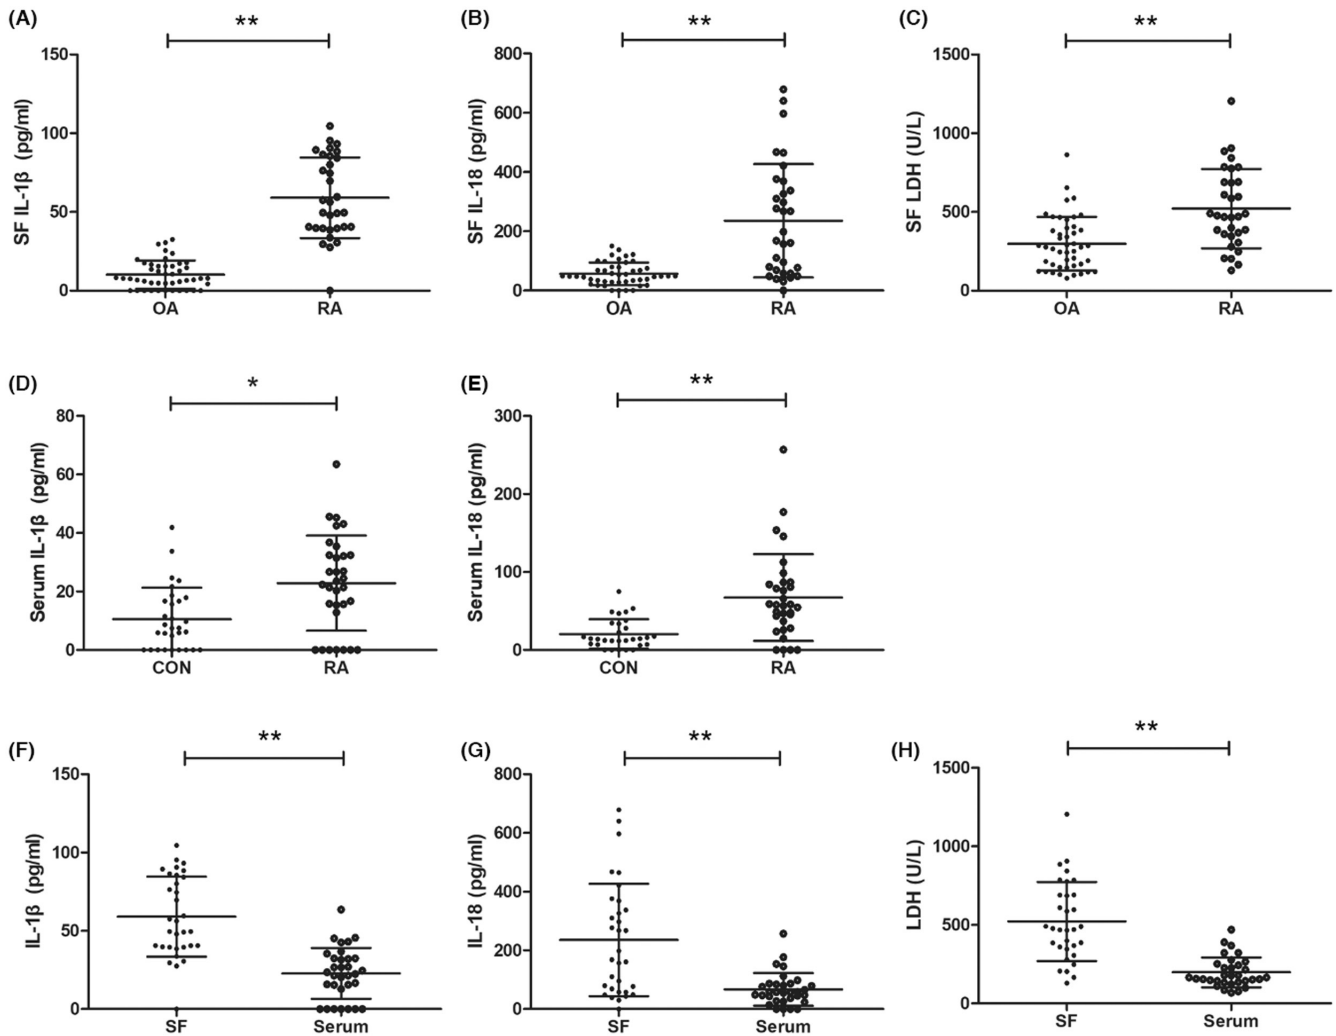 (A)
**
SF IL-1β (pg/ml)
150
100
50
0
OA RA
(B)
**
SF IL-18 (pg/ml)
800
600
400
200
0
OA RA
(C)
**
SF LDH (U/L)
1500
1000
500
0
OA RA
(D)
*
Serum IL-1β (pg/ml)
80
60
40
20
0
CON RA
(E)
**
Serum IL-18 (pg/ml)
300
200
100
0
CON RA
(F)
**
IL-1β (pg/ml)
150
100
50
0
SF Serum
(G)
**
IL-18 (pg/ml)
800
600
400
200
0
SF Serum
(H)
**
LDH (U/L)
1500
1000
500
0
SF Serum